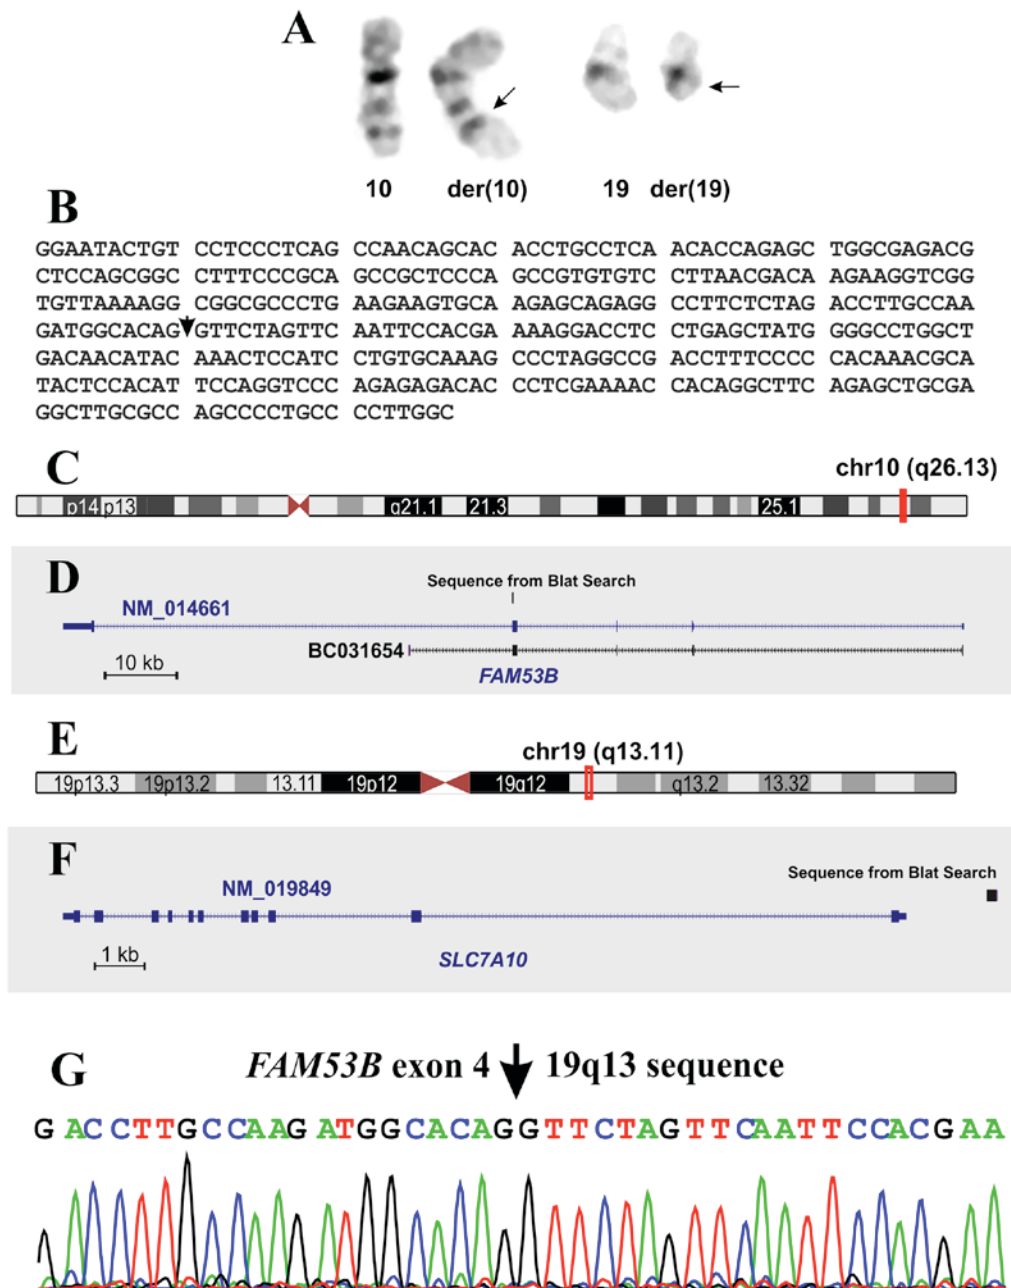 A
10 der(10) 19 der(19)
B
GGAATACTGT CCTCCCTCAG CCAACAGCAC ACCTGCCTCA ACACCAGAGC TGGCGAGACG
CTCCAGCGGC CTTTCCCGCA GCCGCTCCCA GCCGTGTGTC CTTAACGACA AGAAGGTCGG
TGTTAAAAGG CGGCGCCCTG AAGAAGTGCA AGAGCAGAGG CCTTCTCTAG ACCTTGCCAA
GATGGCACAG GTTCTAGTTC AATTCCACGA AAAGGACCTC CTGAGCTATG GGGCCTGGCT
GACAACATAC AAACTCCATC CTGTGCAAAG CCCTAGGCCG ACCTTTCCCC CACAAACGCA
TACTCCACAT TCCAGGTCCC AGAGAGACAC CCTCGAAAAC CACAGGCTTC AGAGCTGCGA
GGCTTGCGCC AGCCCCTGCC CCTTGGC
C
chr10 (q26.13)
p14 p13 q21.1 21.3 25.1
D
Sequence from Blat Search
NM_014661
BC031654
10 kb
FAM53B
E
chr19 (q13.11)
19p13.3 19p13.2 13.11 19p12 19q12 q13.2 13.32
F
Sequence from Blat Search
NM_019849
1 kb
SLC7A10
G
FAM53B exon 4 19q13 sequence
GACCTTGCCAAGATGGCACAGGTTCTAGTTCAATTCCACGAA